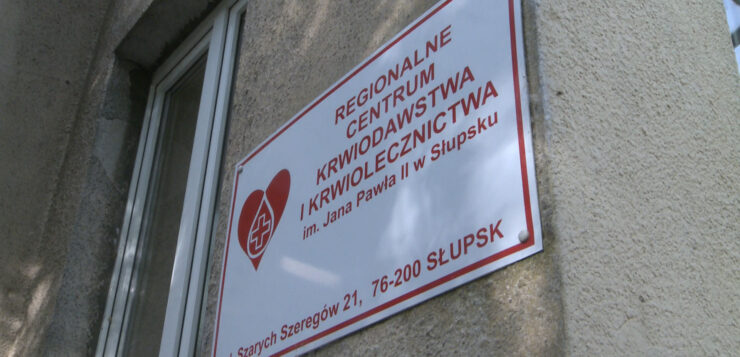 REGIONALNE
CENTRUM
KRWIODAWSTWA
I KRWIOLECZNICTWA
im. Jana Pawła II w Słupsku
Szarych Szeregów 21, 76-200 SŁUPSK